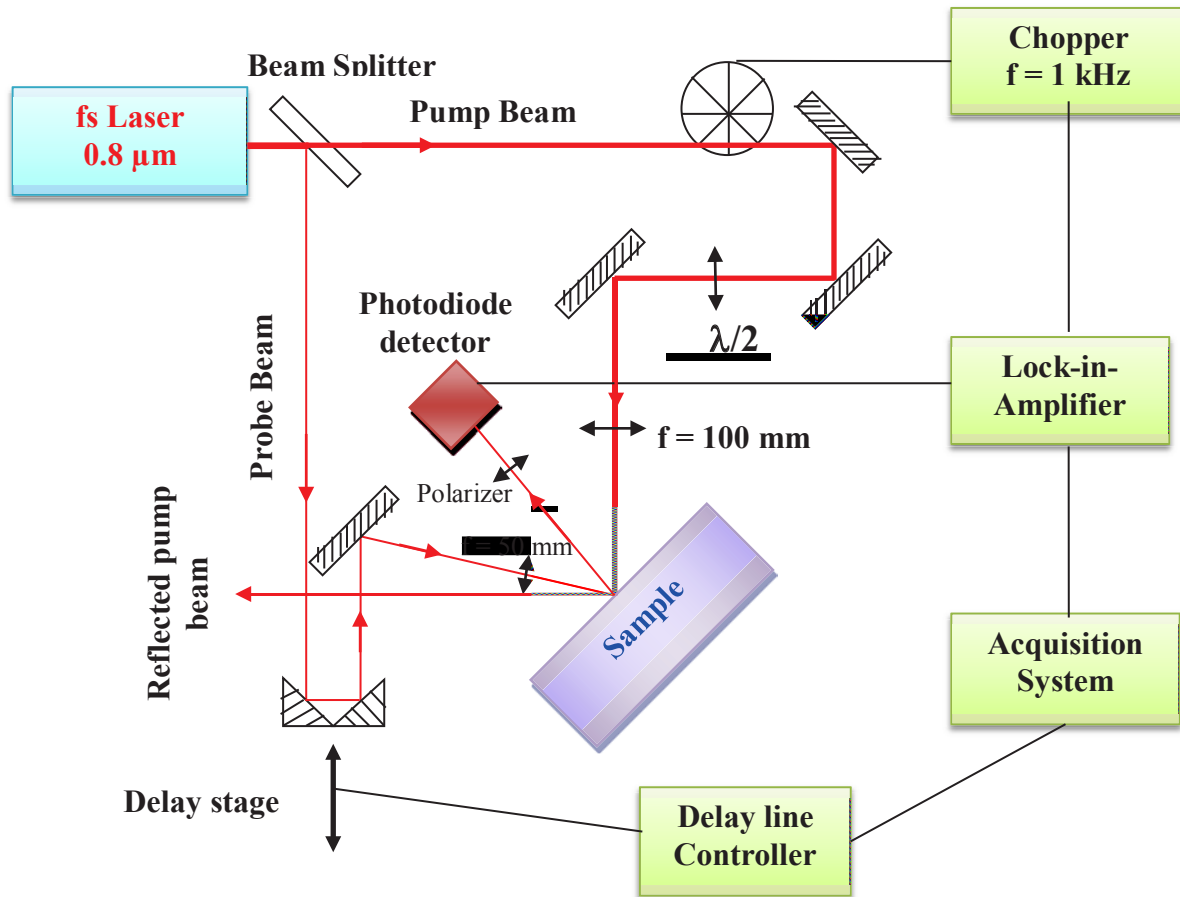 Chopper
f = 1 kHz
Beam Splitter
fs Laser
0.8 µm
Pump Beam
Photodiode
detector
λ/2
Lock-in-
Amplifier
Probe Beam
f = 100 mm
Polarizer
f = 50 mm
Reflected pump
beam
Sample
Acquisition
System
Delay stage
Delay line
Controller